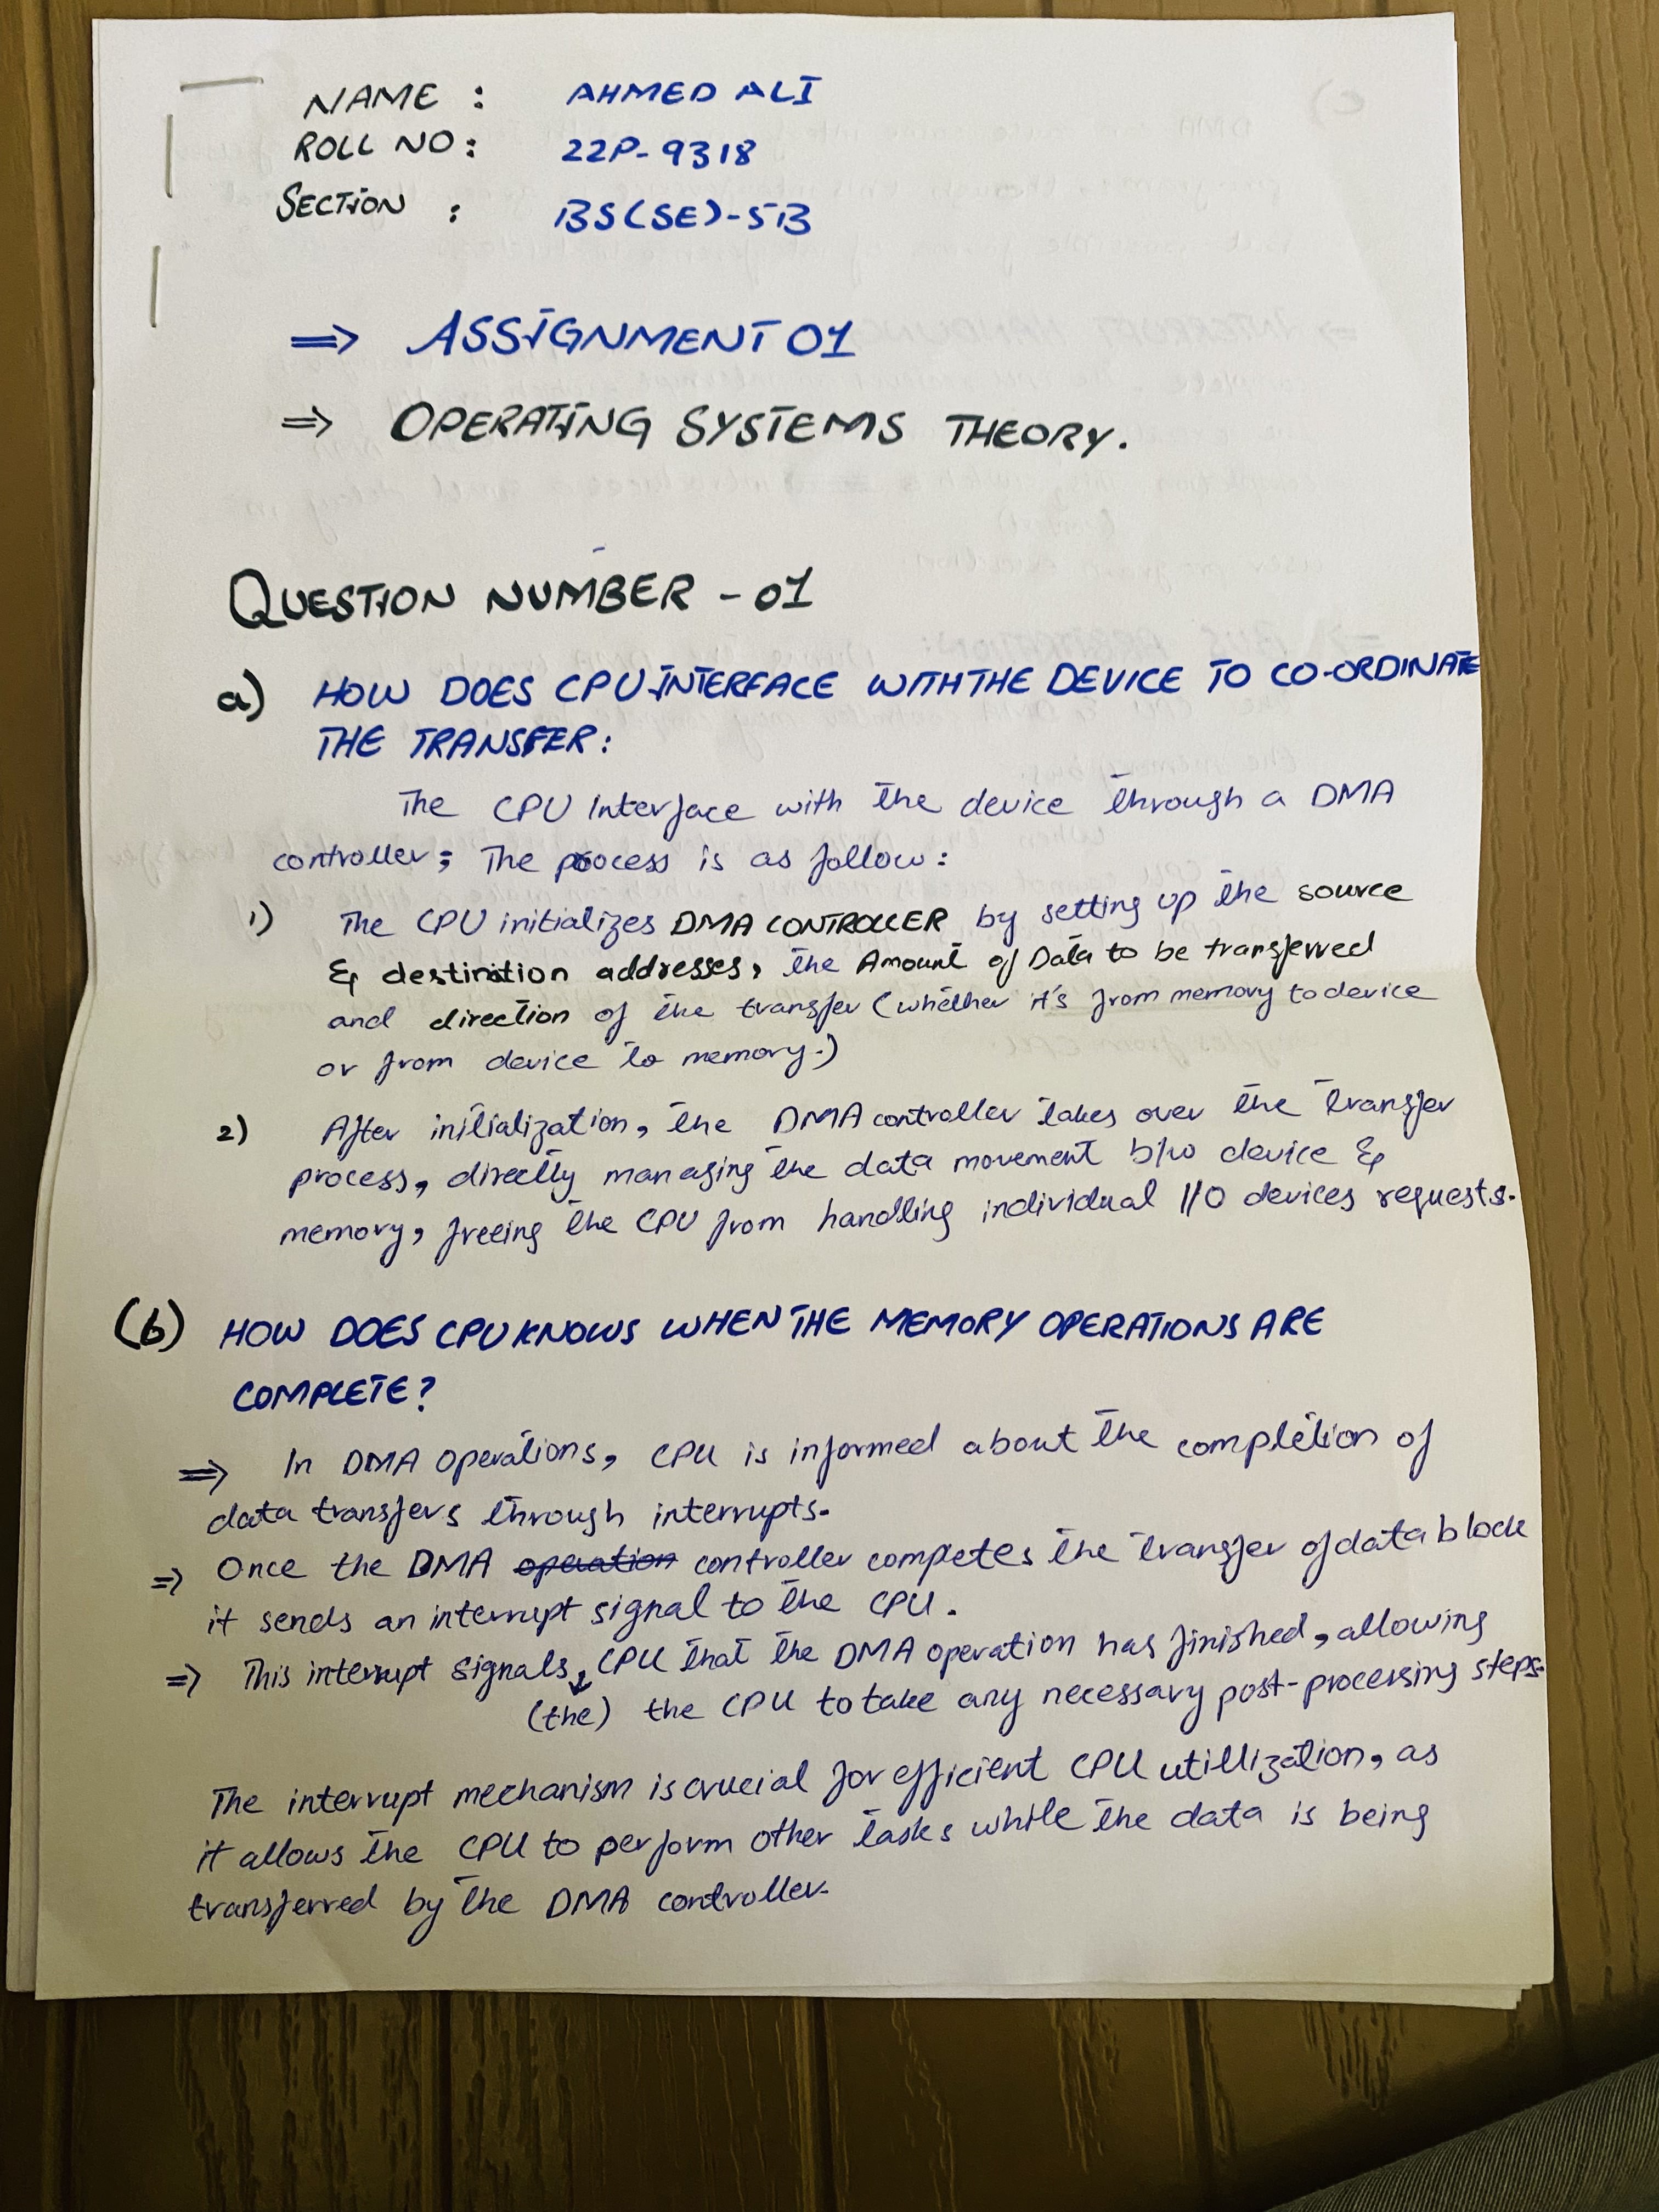 NAME : AHMED ALI
ROLL NO: 22P-9318
SECTION : BS(SE)-5B
⇒ ASSIGNMENT 01
⇒ OPERATING SYSTEMS THEORY.
QUESTION NUMBER - 01
a) HOW DOES CPU INTERFACE WITH THE DEVICE TO CO-ORDINATE
THE TRANSFER:
The CPU Interface with the device through a DMA
controller; The process is as follow:
1) The CPU initializes DMA CONTROLLER by setting up the source
& destination addresses, the Amount of Data to be transferred
and direction of the transfer (whether it's from memory to device
or from device to memory.)
2) After initialization, the DMA controller takes over the transfer
process, directly managing the data movement b/w device &
memory, freeing the CPU from handling individual I/O devices requests.
(b) HOW DOES CPU KNOWS WHEN THE MEMORY OPERATIONS ARE
COMPLETE?
⇒ In DMA operations, CPU is informed about the completion of
data transfers through interrupts.
⇒ Once the DMA operation controller competes the transfer of data block
it sends an interrupt signal to the CPU.
⇒ This interrupt signals, CPU that the DMA operation has finished, allowing
(the) the CPU to take any necessary post-processing steps.
The interrupt mechanism is crucial for efficient CPU utillization, as
it allows the CPU to perform other tasks while the data is being
transferred by the DMA controller.